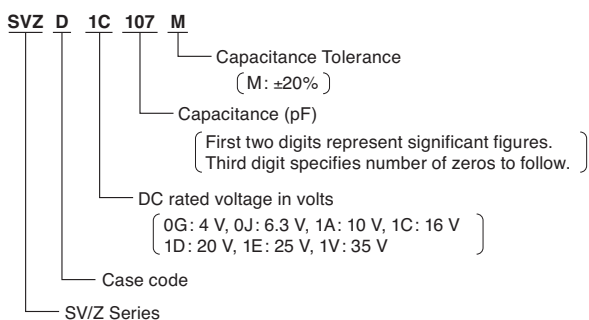 SVZ D 1C 107 M
Capacitance Tolerance
(M: ±20%)
Capacitance (pF)
First two digits represent significant figures.
Third digit specifies number of zeros to follow.
DC rated voltage in volts
0G: 4 V, 0J: 6.3 V, 1A: 10 V, 1C: 16 V
1D: 20 V, 1E: 25 V, 1V: 35 V
Case code
SV/Z Series